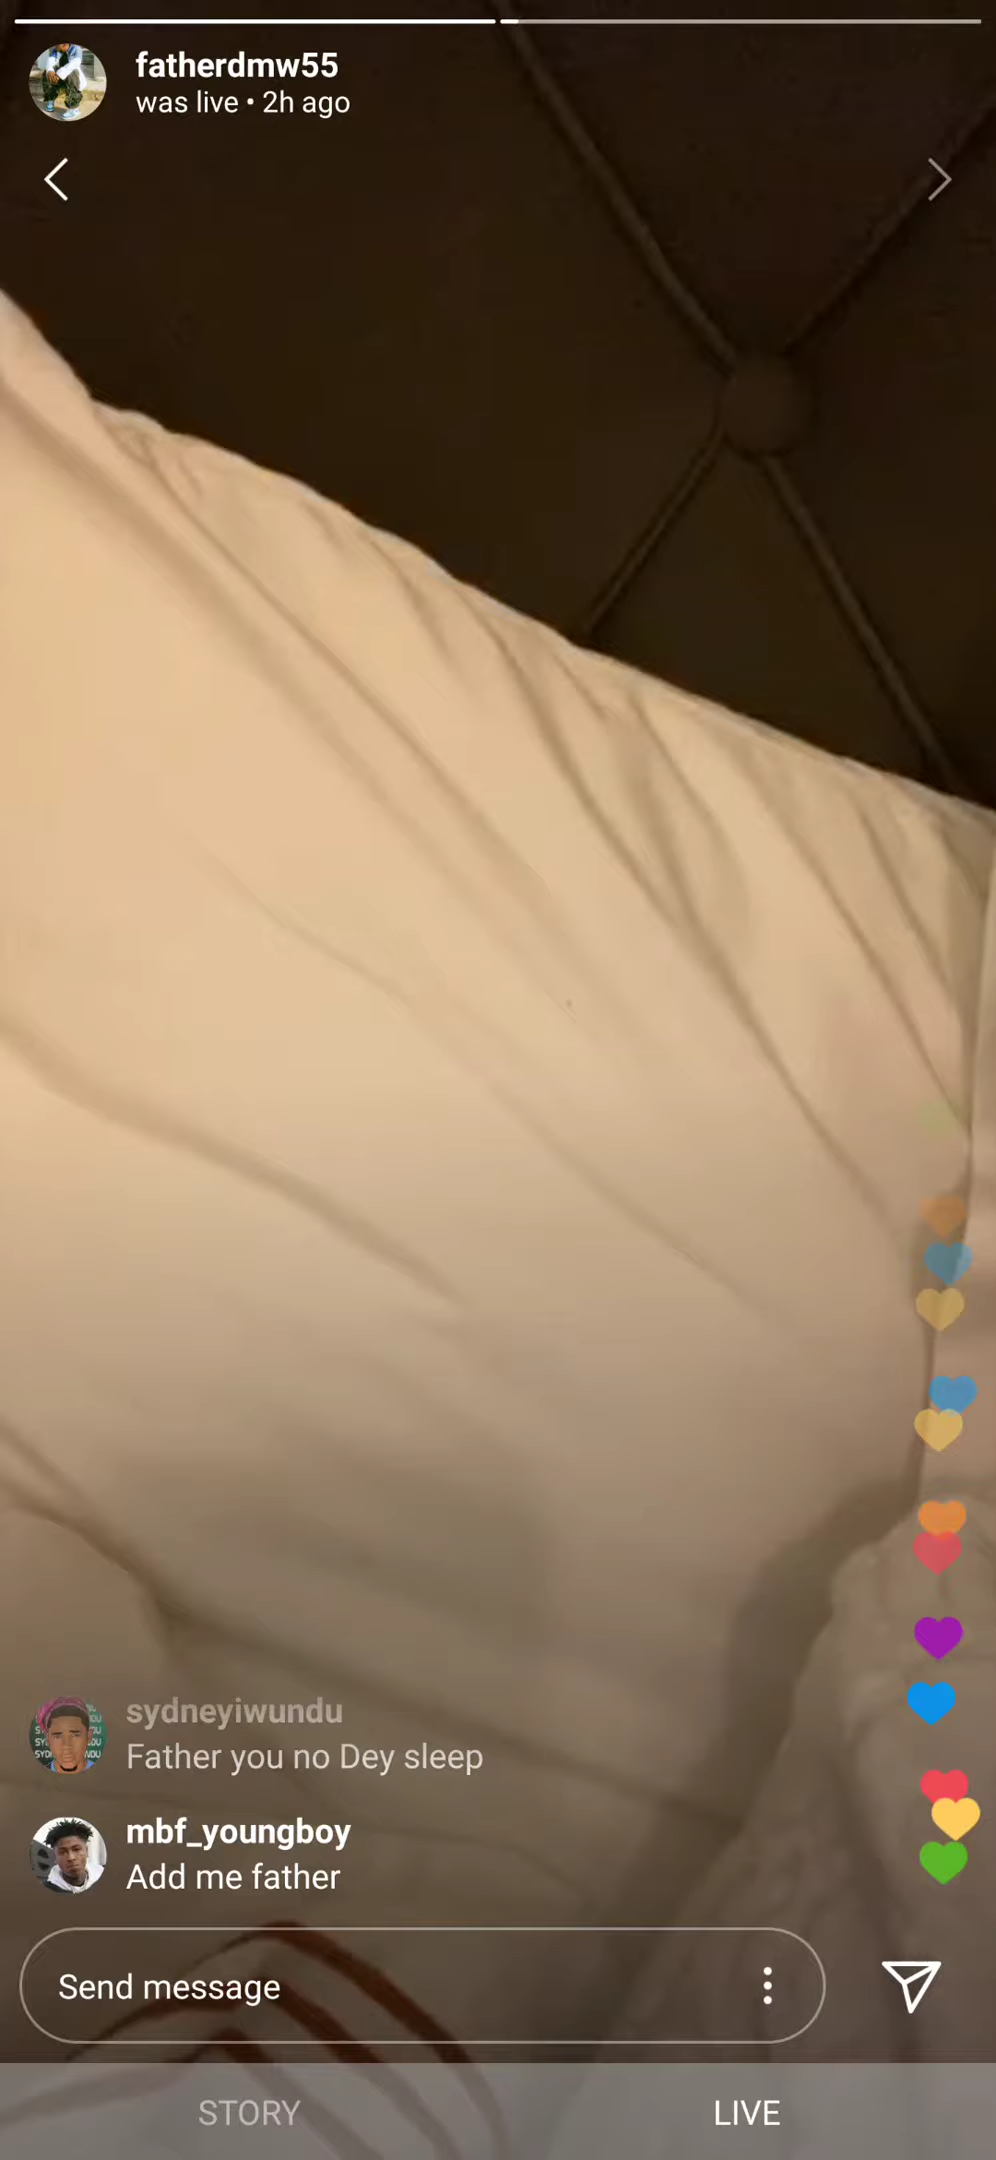 fatherdmw55
was live • 2h ago
sydneyiwundu
Father you no Dey sleep
mbf_youngboy
Add me father
Send message
STORY
LIVE